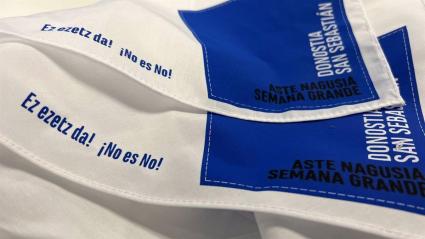 Ez ezetz da! ¡No es No!
DONOSTIA
SAN SEBASTIÁN
ASTE NAGUSIA
SEMANA GRANDE
Ez ezetz da! ¡No es No!
DONOSTIA
SAN SEBASTIÁN
ASTE NAGUSIA
SEMANA GRANDE